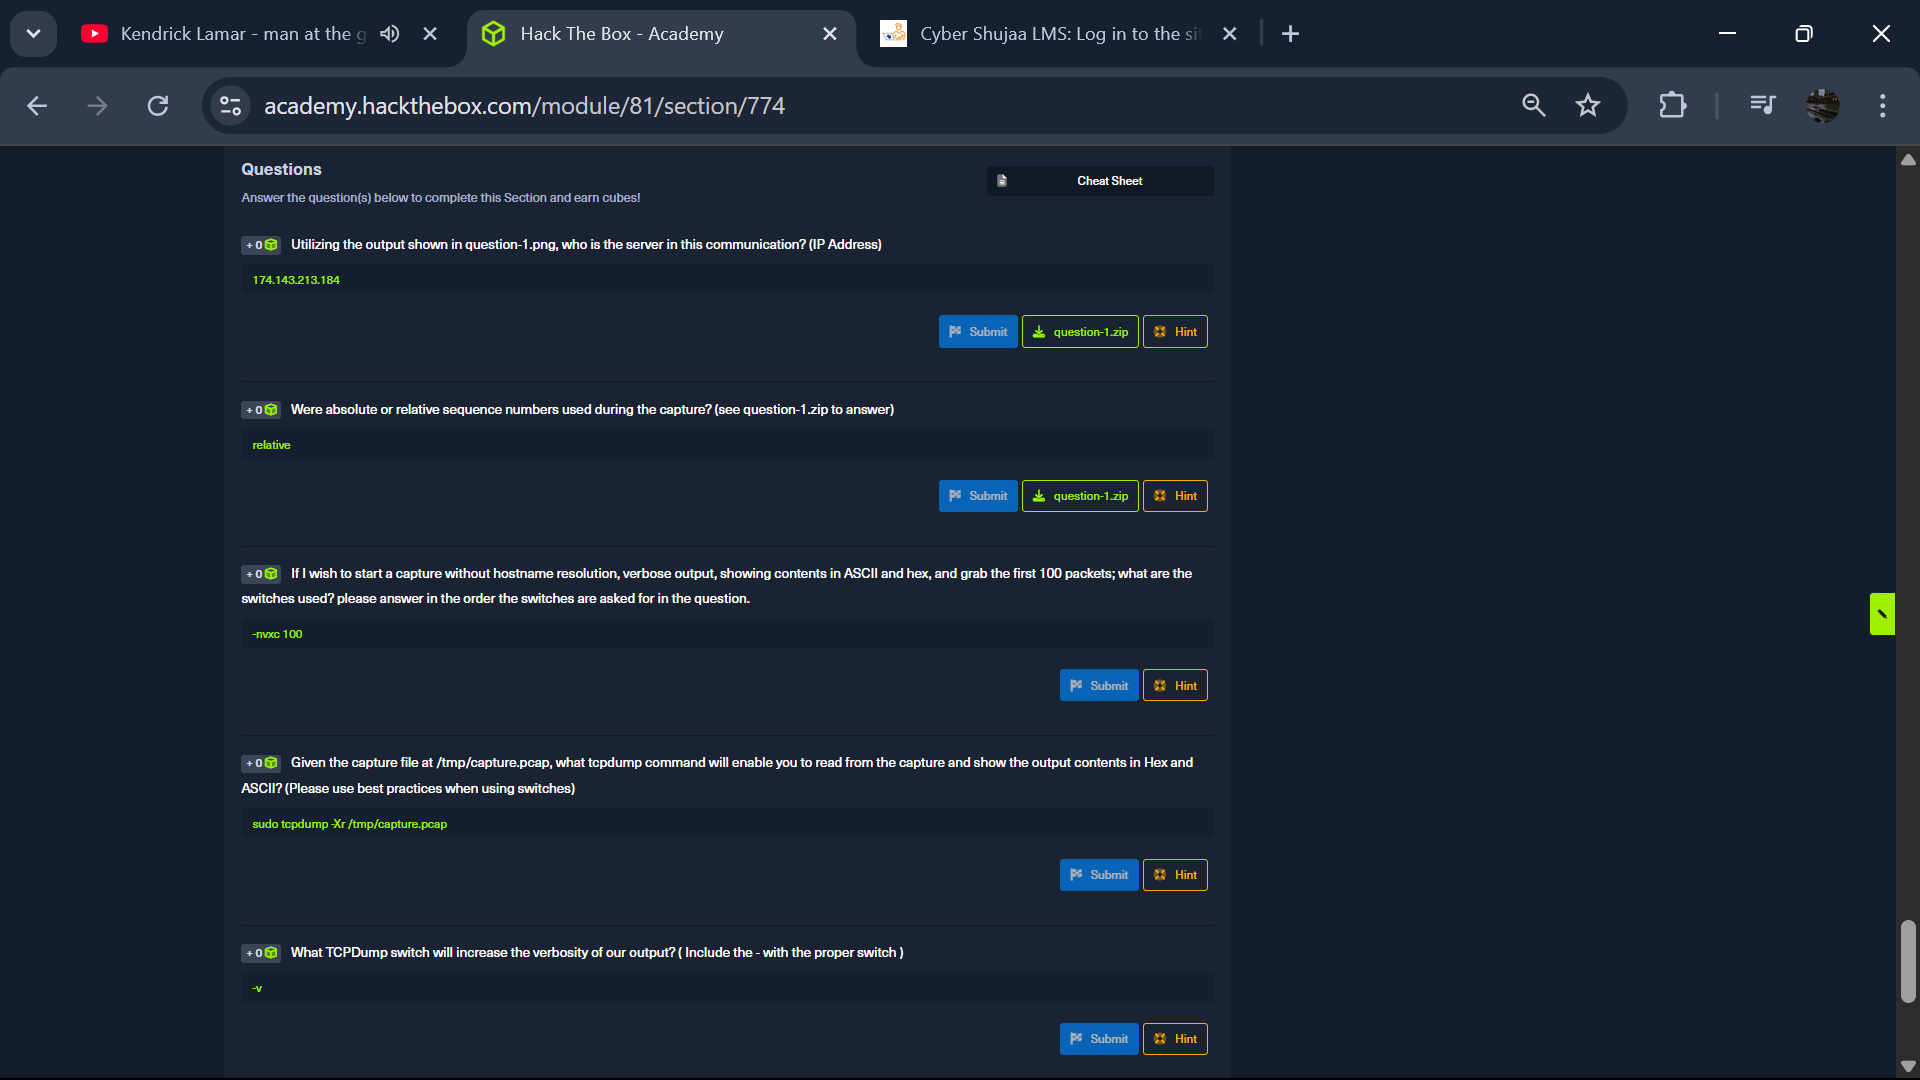 Kendrick Lamar - man at the g
Hack The Box - Academy
Cyber Shujaa LMS: Log in to the sit
academy.hackthebox.com/module/81/section/774
Questions
Cheat Sheet
Answer the question(s) below to complete this Section and earn cubes!
+ 0 Utilizing the output shown in question-1.png, who is the server in this communication? (IP Address)
174.143.213.184
Submit question-1.zip Hint
+ 0 Were absolute or relative sequence numbers used during the capture? (see question-1.zip to answer)
relative
Submit question-1.zip Hint
+ 0 If I wish to start a capture without hostname resolution, verbose output, showing contents in ASCII and hex, and grab the first 100 packets; what are the
switches used? please answer in the order the switches are asked for in the question.
-nvxc 100
Submit Hint
+ 0 Given the capture file at /tmp/capture.pcap, what tcpdump command will enable you to read from the capture and show the output contents in Hex and
ASCII? (Please use best practices when using switches)
sudo tcpdump -Xr /tmp/capture.pcap
Submit Hint
+ 0 What TCPDump switch will increase the verbosity of our output? ( Include the - with the proper switch )
-v
Submit Hint